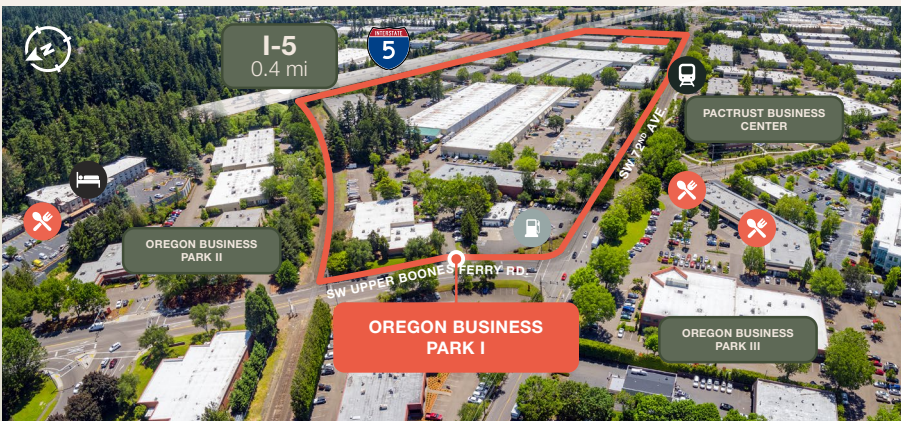 N
I-5
0.4 mi
INTERSTATE
5
PACTRUST BUSINESS
CENTER
SW 72ND AVE.
OREGON BUSINESS
PARK II
SW UPPER BOONES FERRY RD.
OREGON BUSINESS
PARK I
OREGON BUSINESS
PARK III